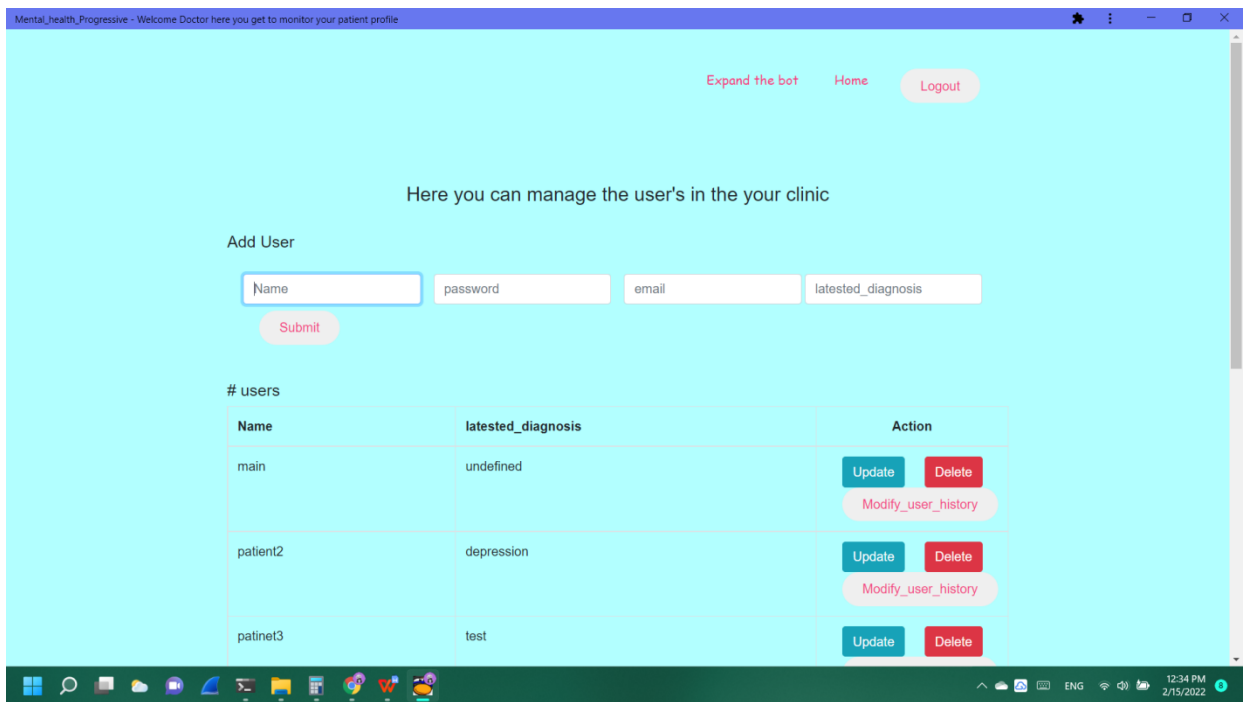 Mental_health_Progressive - Welcome Doctor here you get to monitor your patient profile
Expand the bot Home Logout
Here you can manage the user's in the your clinic
Add User
Name password email latested_diagnosis
Submit
# users
Name latested_diagnosis Action
main undefined Update Delete
Modify_user_history
patient2 depression Update Delete
Modify_user_history
patinet3 test Update Delete
ENG 12:34 PM
2/15/2022 8